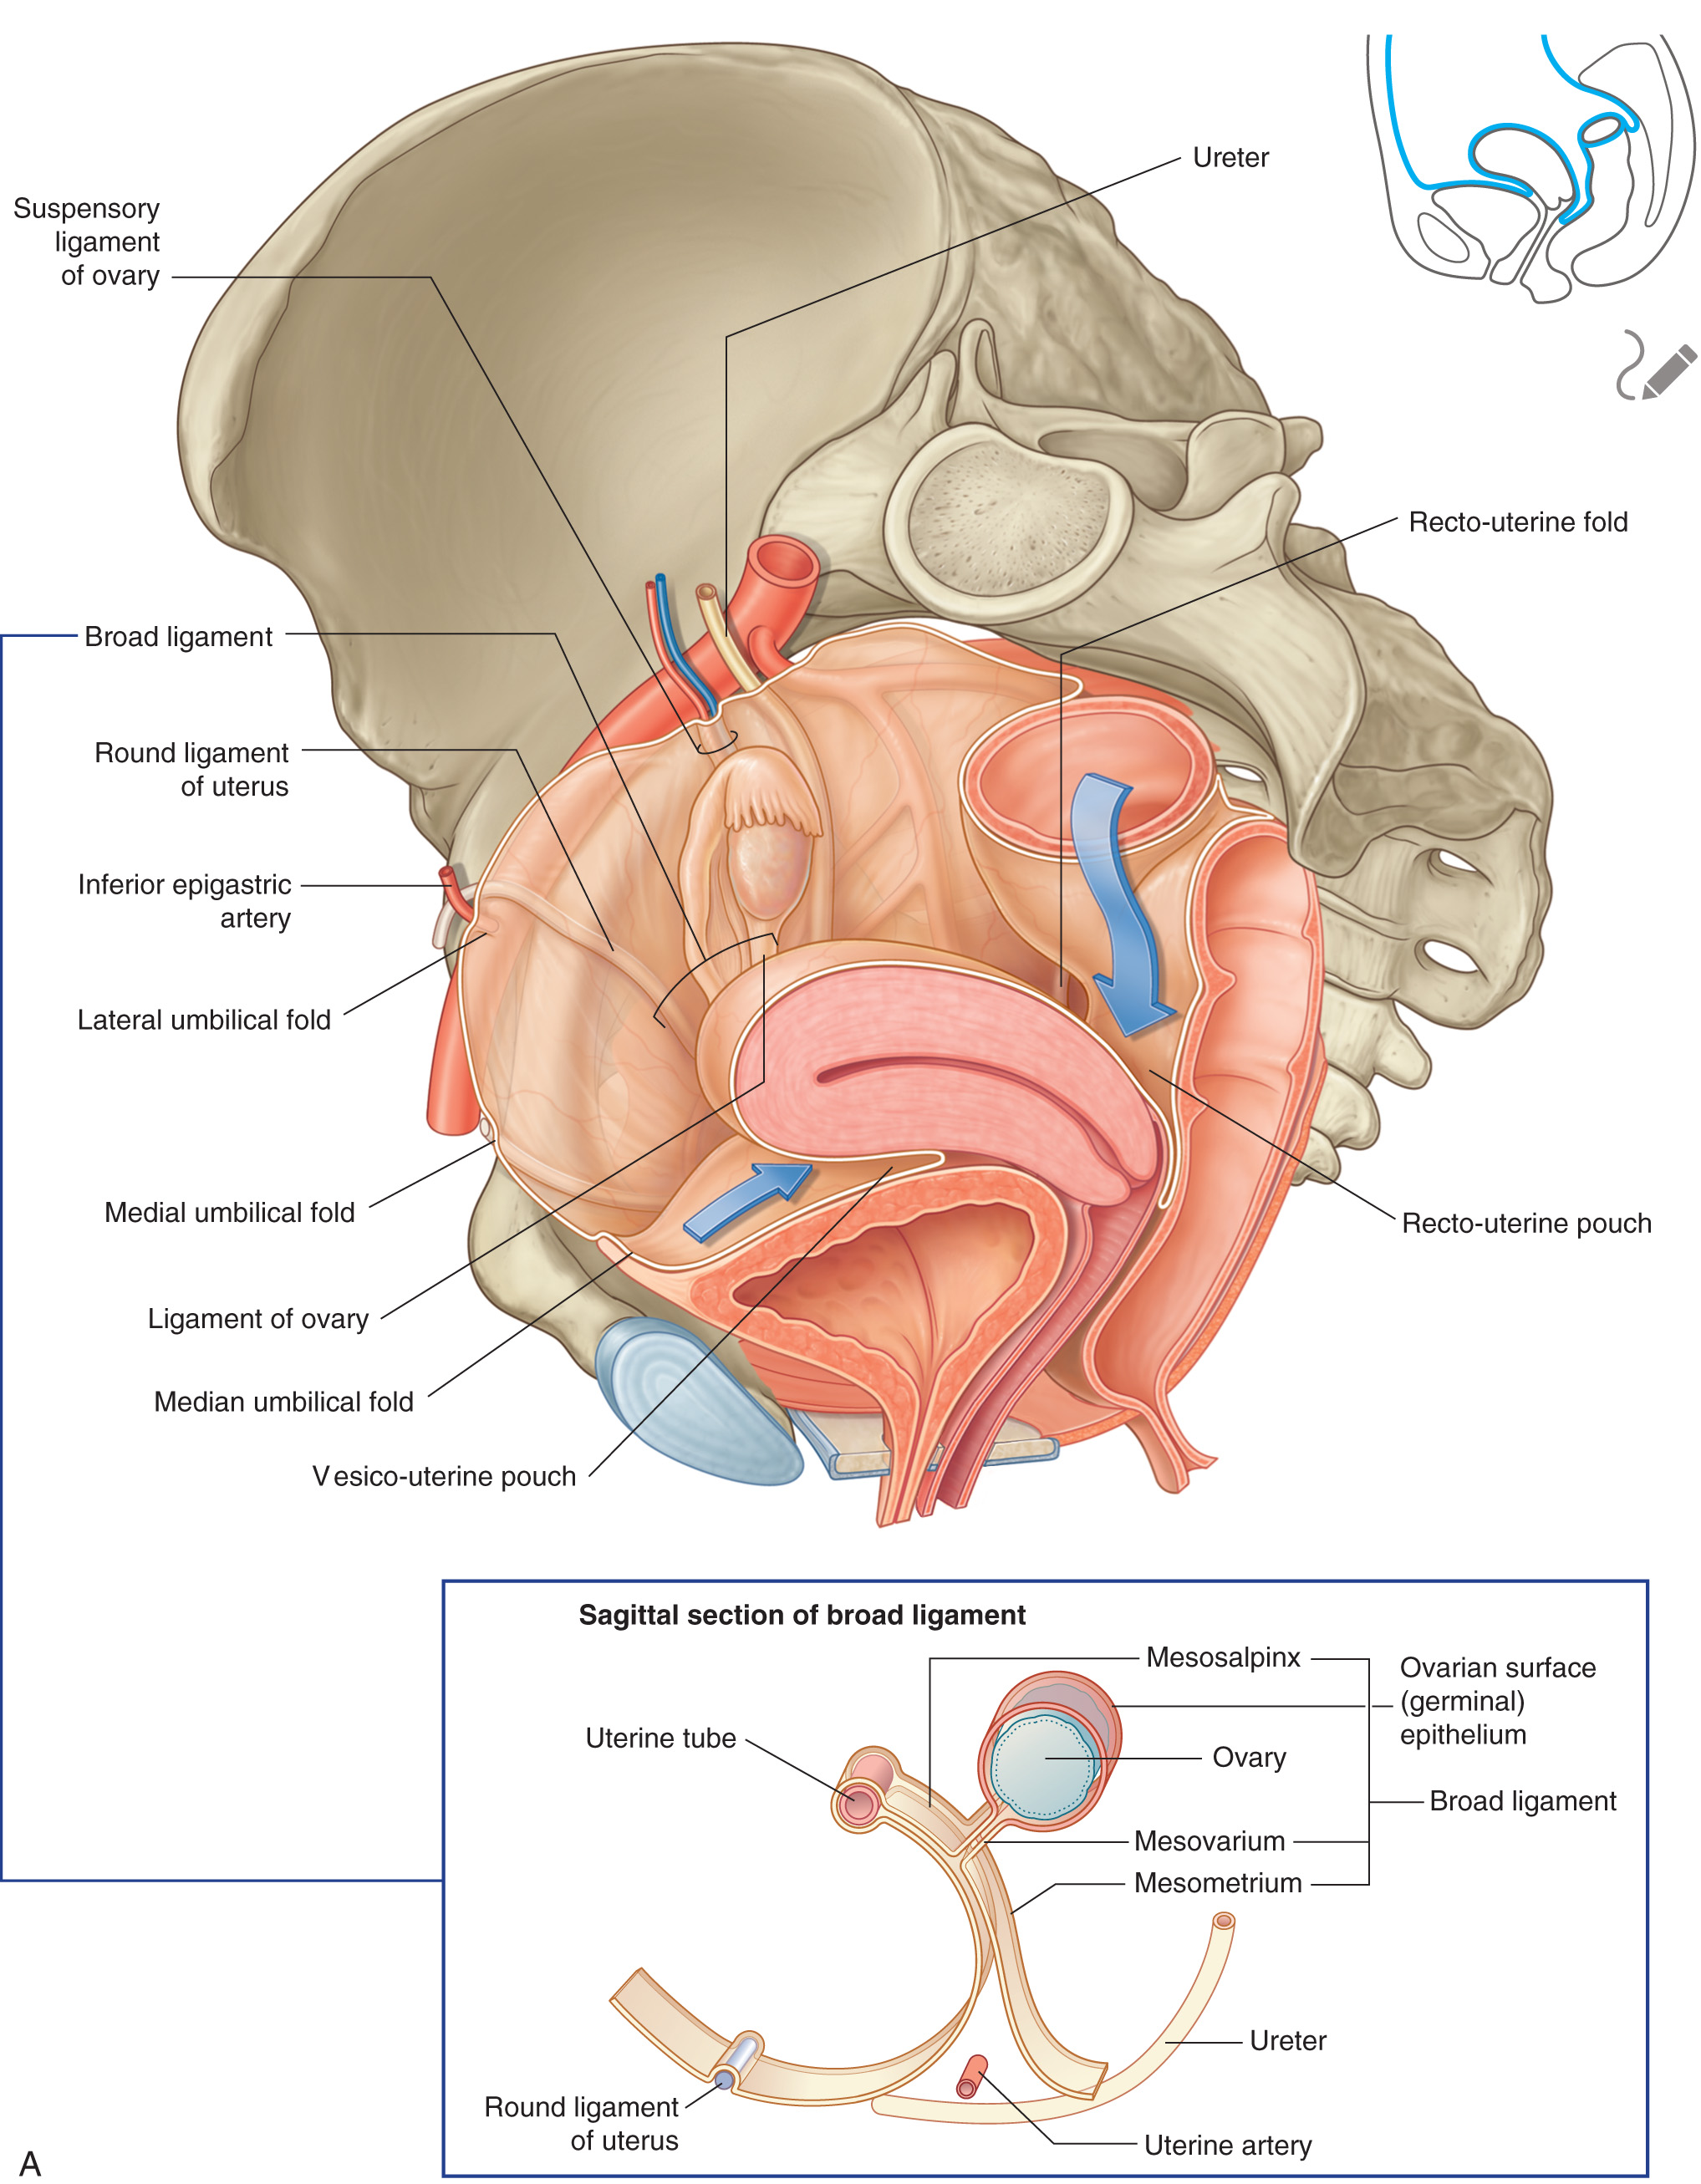 Ureter
Suspensory
ligament
of ovary
Recto-uterine fold
Broad ligament
Round ligament
of uterus
Inferior epigastric
artery
Lateral umbilical fold
Medial umbilical fold
Recto-uterine pouch
Ligament of ovary
Median umbilical fold
Vesico-uterine pouch
Sagittal section of broad ligament
Mesosalpinx
Ovarian surface
(germinal)
epithelium
Uterine tube
Ovary
Broad ligament
Mesovarium
Mesometrium
Ureter
Round ligament
of uterus
Uterine artery
A